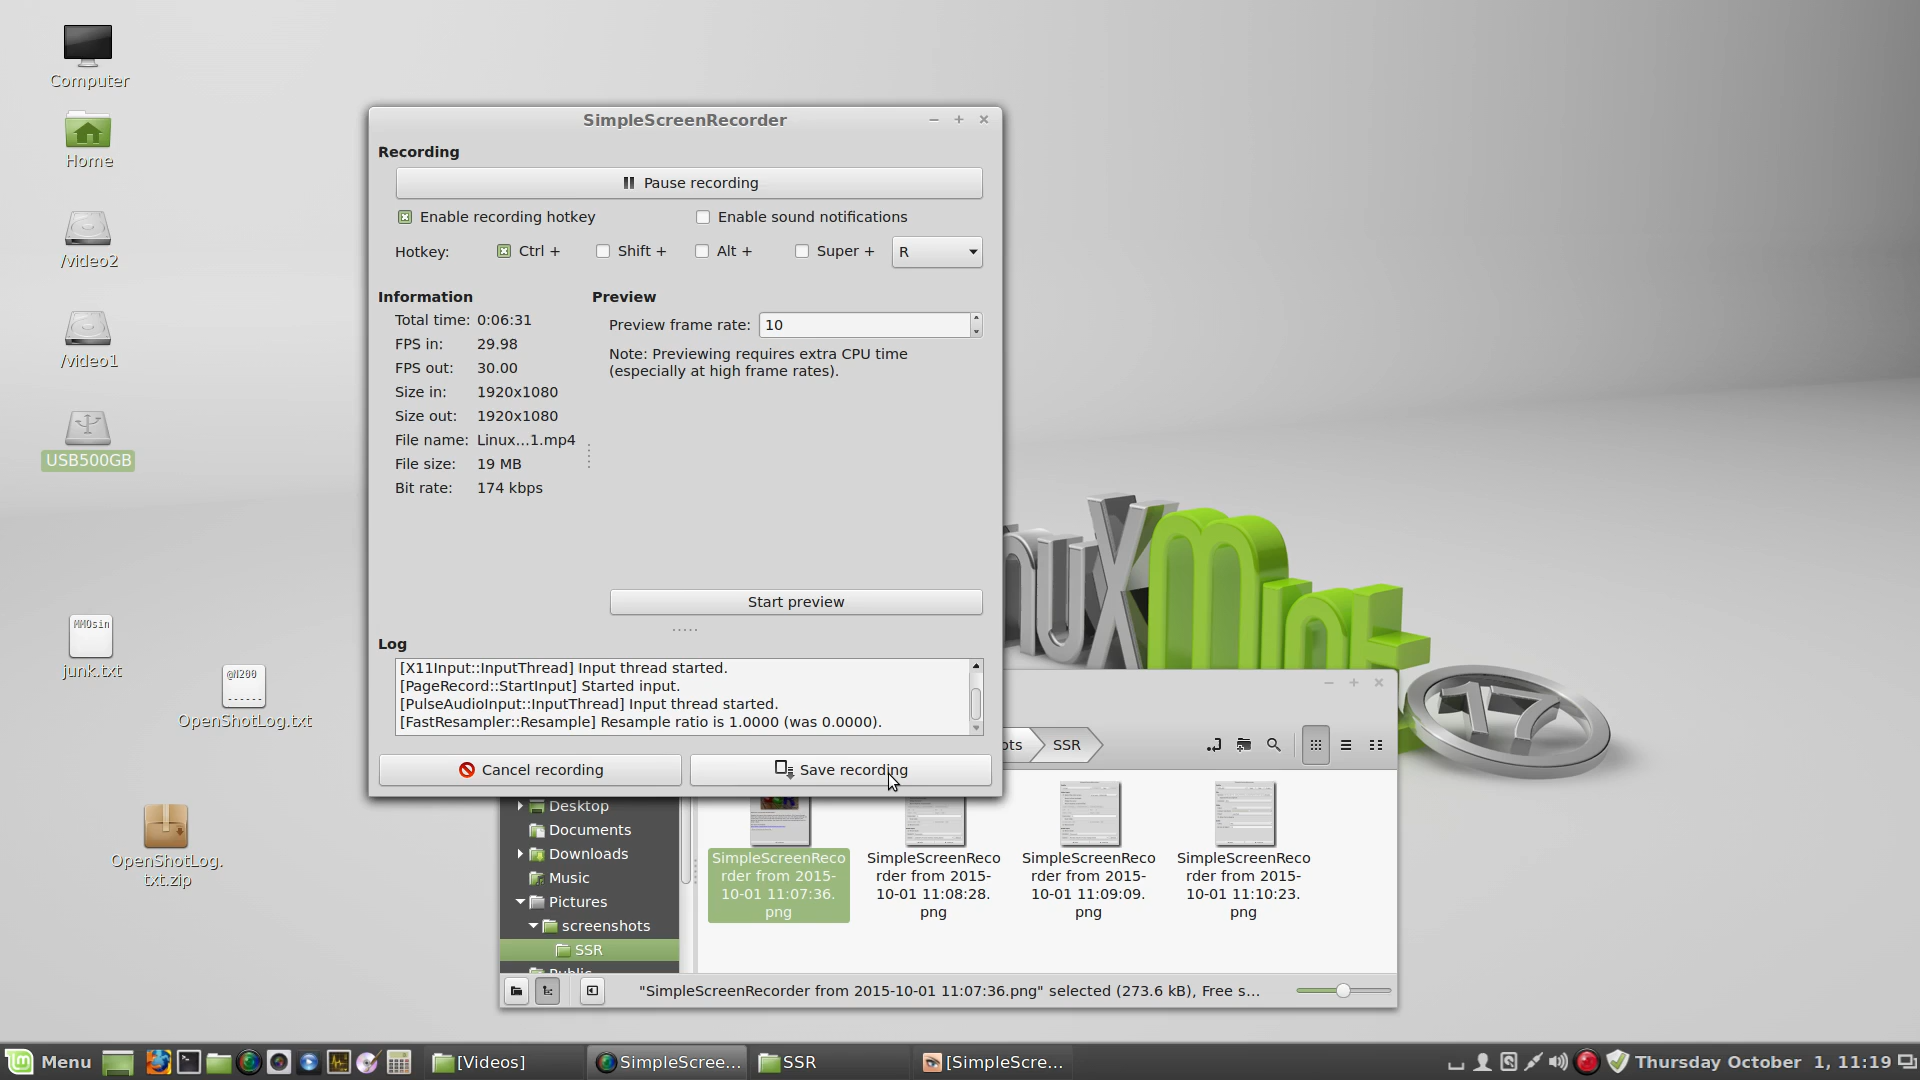 Computer
Home
/video2
/video1
USB500GB
MMOsin
junk.txt
@N200
------
OpenShotLog.txt
OpenShotLog.
txt.zip
SimpleScreenRecorder
Recording
Pause recording
Enable recording hotkey
Enable sound notifications
Hotkey:
Ctrl +
Shift +
Alt +
Super +
R
Information
Total time: 0:06:31
FPS in: 29.98
FPS out: 30.00
Size in: 1920x1080
Size out: 1920x1080
File name: Linux...1.mp4
File size: 19 MB
Bit rate: 174 kbps
Preview
Preview frame rate: 10
Note: Previewing requires extra CPU time
(especially at high frame rates).
Start preview
Log
[X11Input::InputThread] Input thread started.
[PageRecord::StartInput] Started input.
[PulseAudioInput::InputThread] Input thread started.
[FastResampler::Resample] Resample ratio is 1.0000 (was 0.0000).
Cancel recording
Save recording
nuX Mint
17
ots
SSR
Desktop
Documents
Downloads
Music
Pictures
screenshots
SSR
Public
SimpleScreenReco
rder from 2015-
10-01 11:07:36.
png
SimpleScreenReco
rder from 2015-
10-01 11:08:28.
png
SimpleScreenReco
rder from 2015-
10-01 11:09:09.
png
SimpleScreenReco
rder from 2015-
10-01 11:10:23.
png
"SimpleScreenRecorder from 2015-10-01 11:07:36.png" selected (273.6 kB), Free s...
Menu
[Videos]
SimpleScree...
SSR
[SimpleScre...
Thursday October 1, 11:19